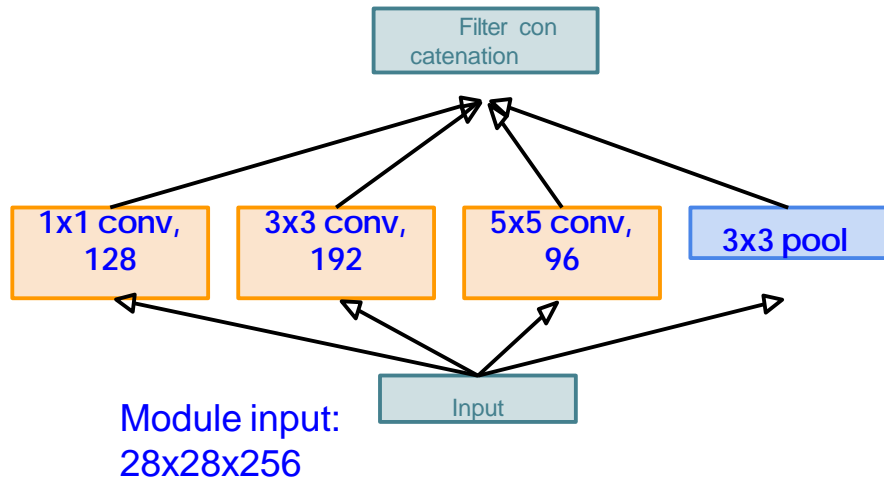 Filter con
catenation
1x1 conv,
128
3x3 conv,
192
5x5 conv,
96
3x3 pool
Input
Module input:
28x28x256